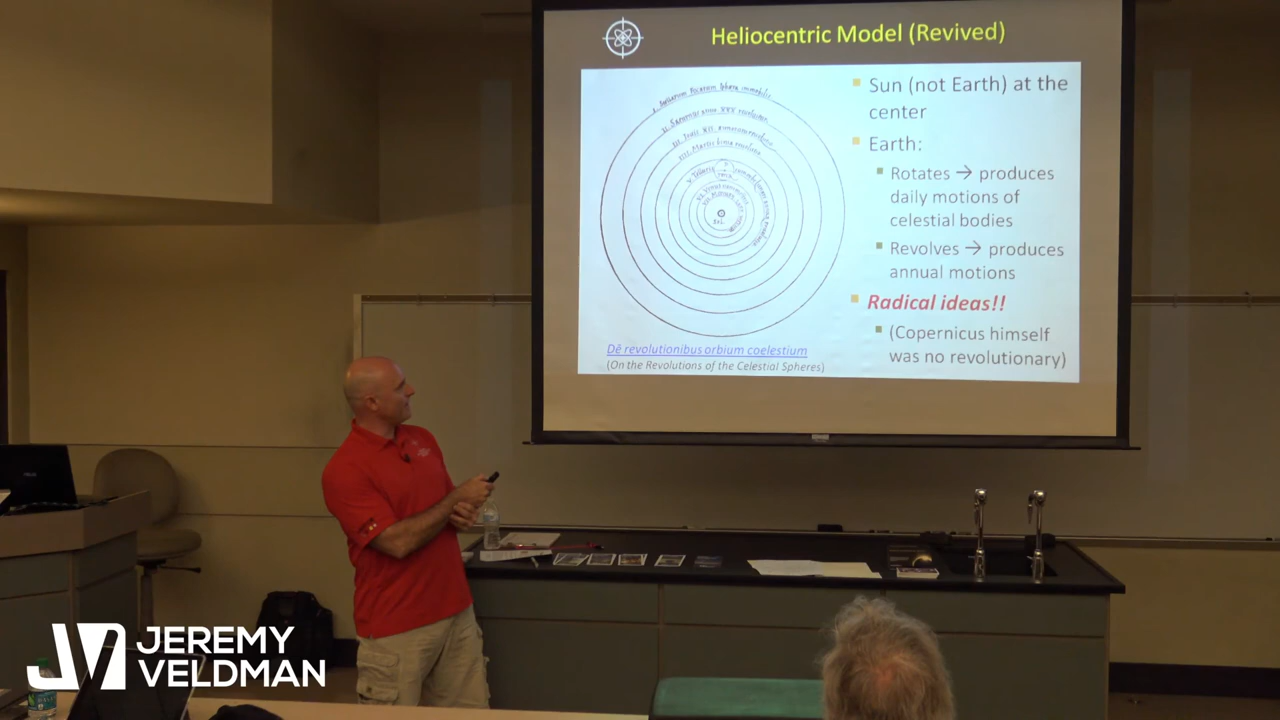 Heliocentric Model (Revived)
Sun (not Earth) at the
center
Earth:
Rotates → produces
daily motions of
celestial bodies
Revolves → produces
annual motions
Radical ideas!!
(Copernicus himself
was no revolutionary)
Dē revolutionibus orbium coelestium
(On the Revolutions of the Celestial Spheres)
JEREMY
VELDMAN